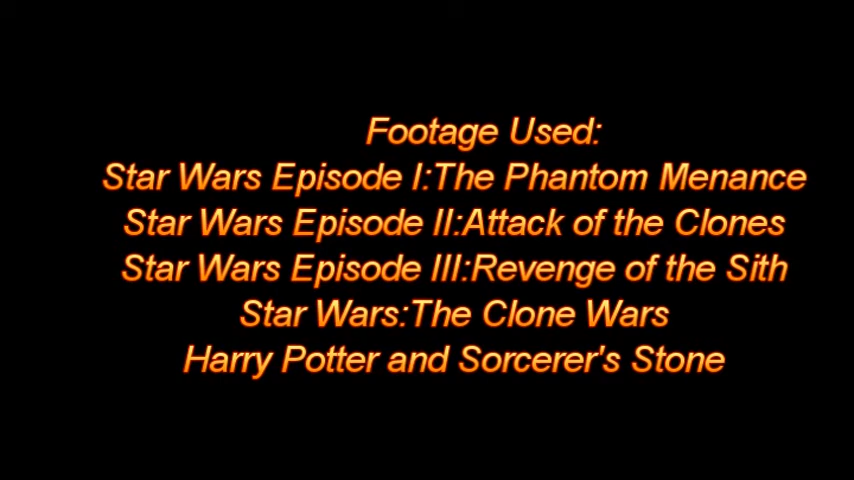 Footage Used:
Star Wars Episode I:The Phantom Menance
Star Wars Episode II:Attack of the Clones
Star Wars Episode III:Revenge of the Sith
Star Wars:The Clone Wars
Harry Potter and Sorcerer's Stone